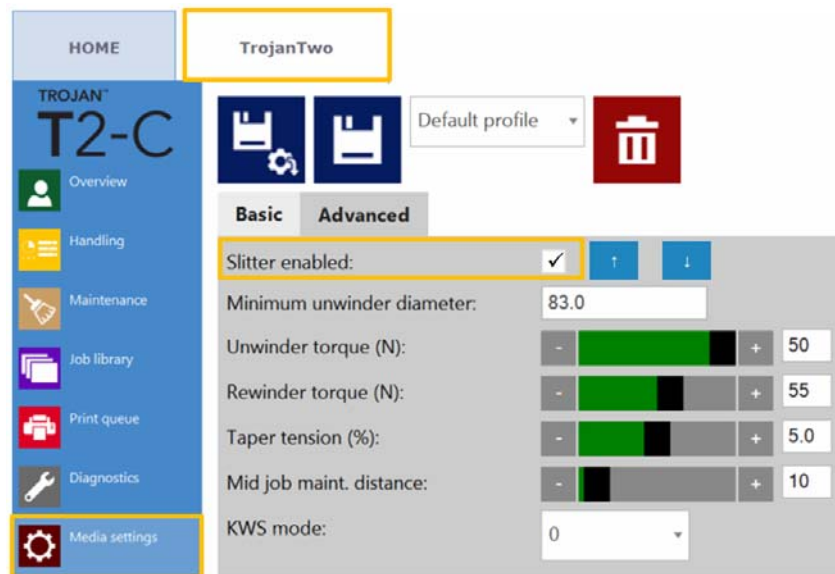 HOME
TrojanTwo
TROJAN™
T2-C
Overview
Handling
Maintenance
Job library
Print queue
Diagnostics
Media settings
Default profile
Basic
Advanced
Slitter enabled: ✓ ↑ ↓
Minimum unwinder diameter: 83.0
Unwinder torque (N): - + 50
Rewinder torque (N): - + 55
Taper tension (%): - + 5.0
Mid job maint. distance: - + 10
KWS mode: 0